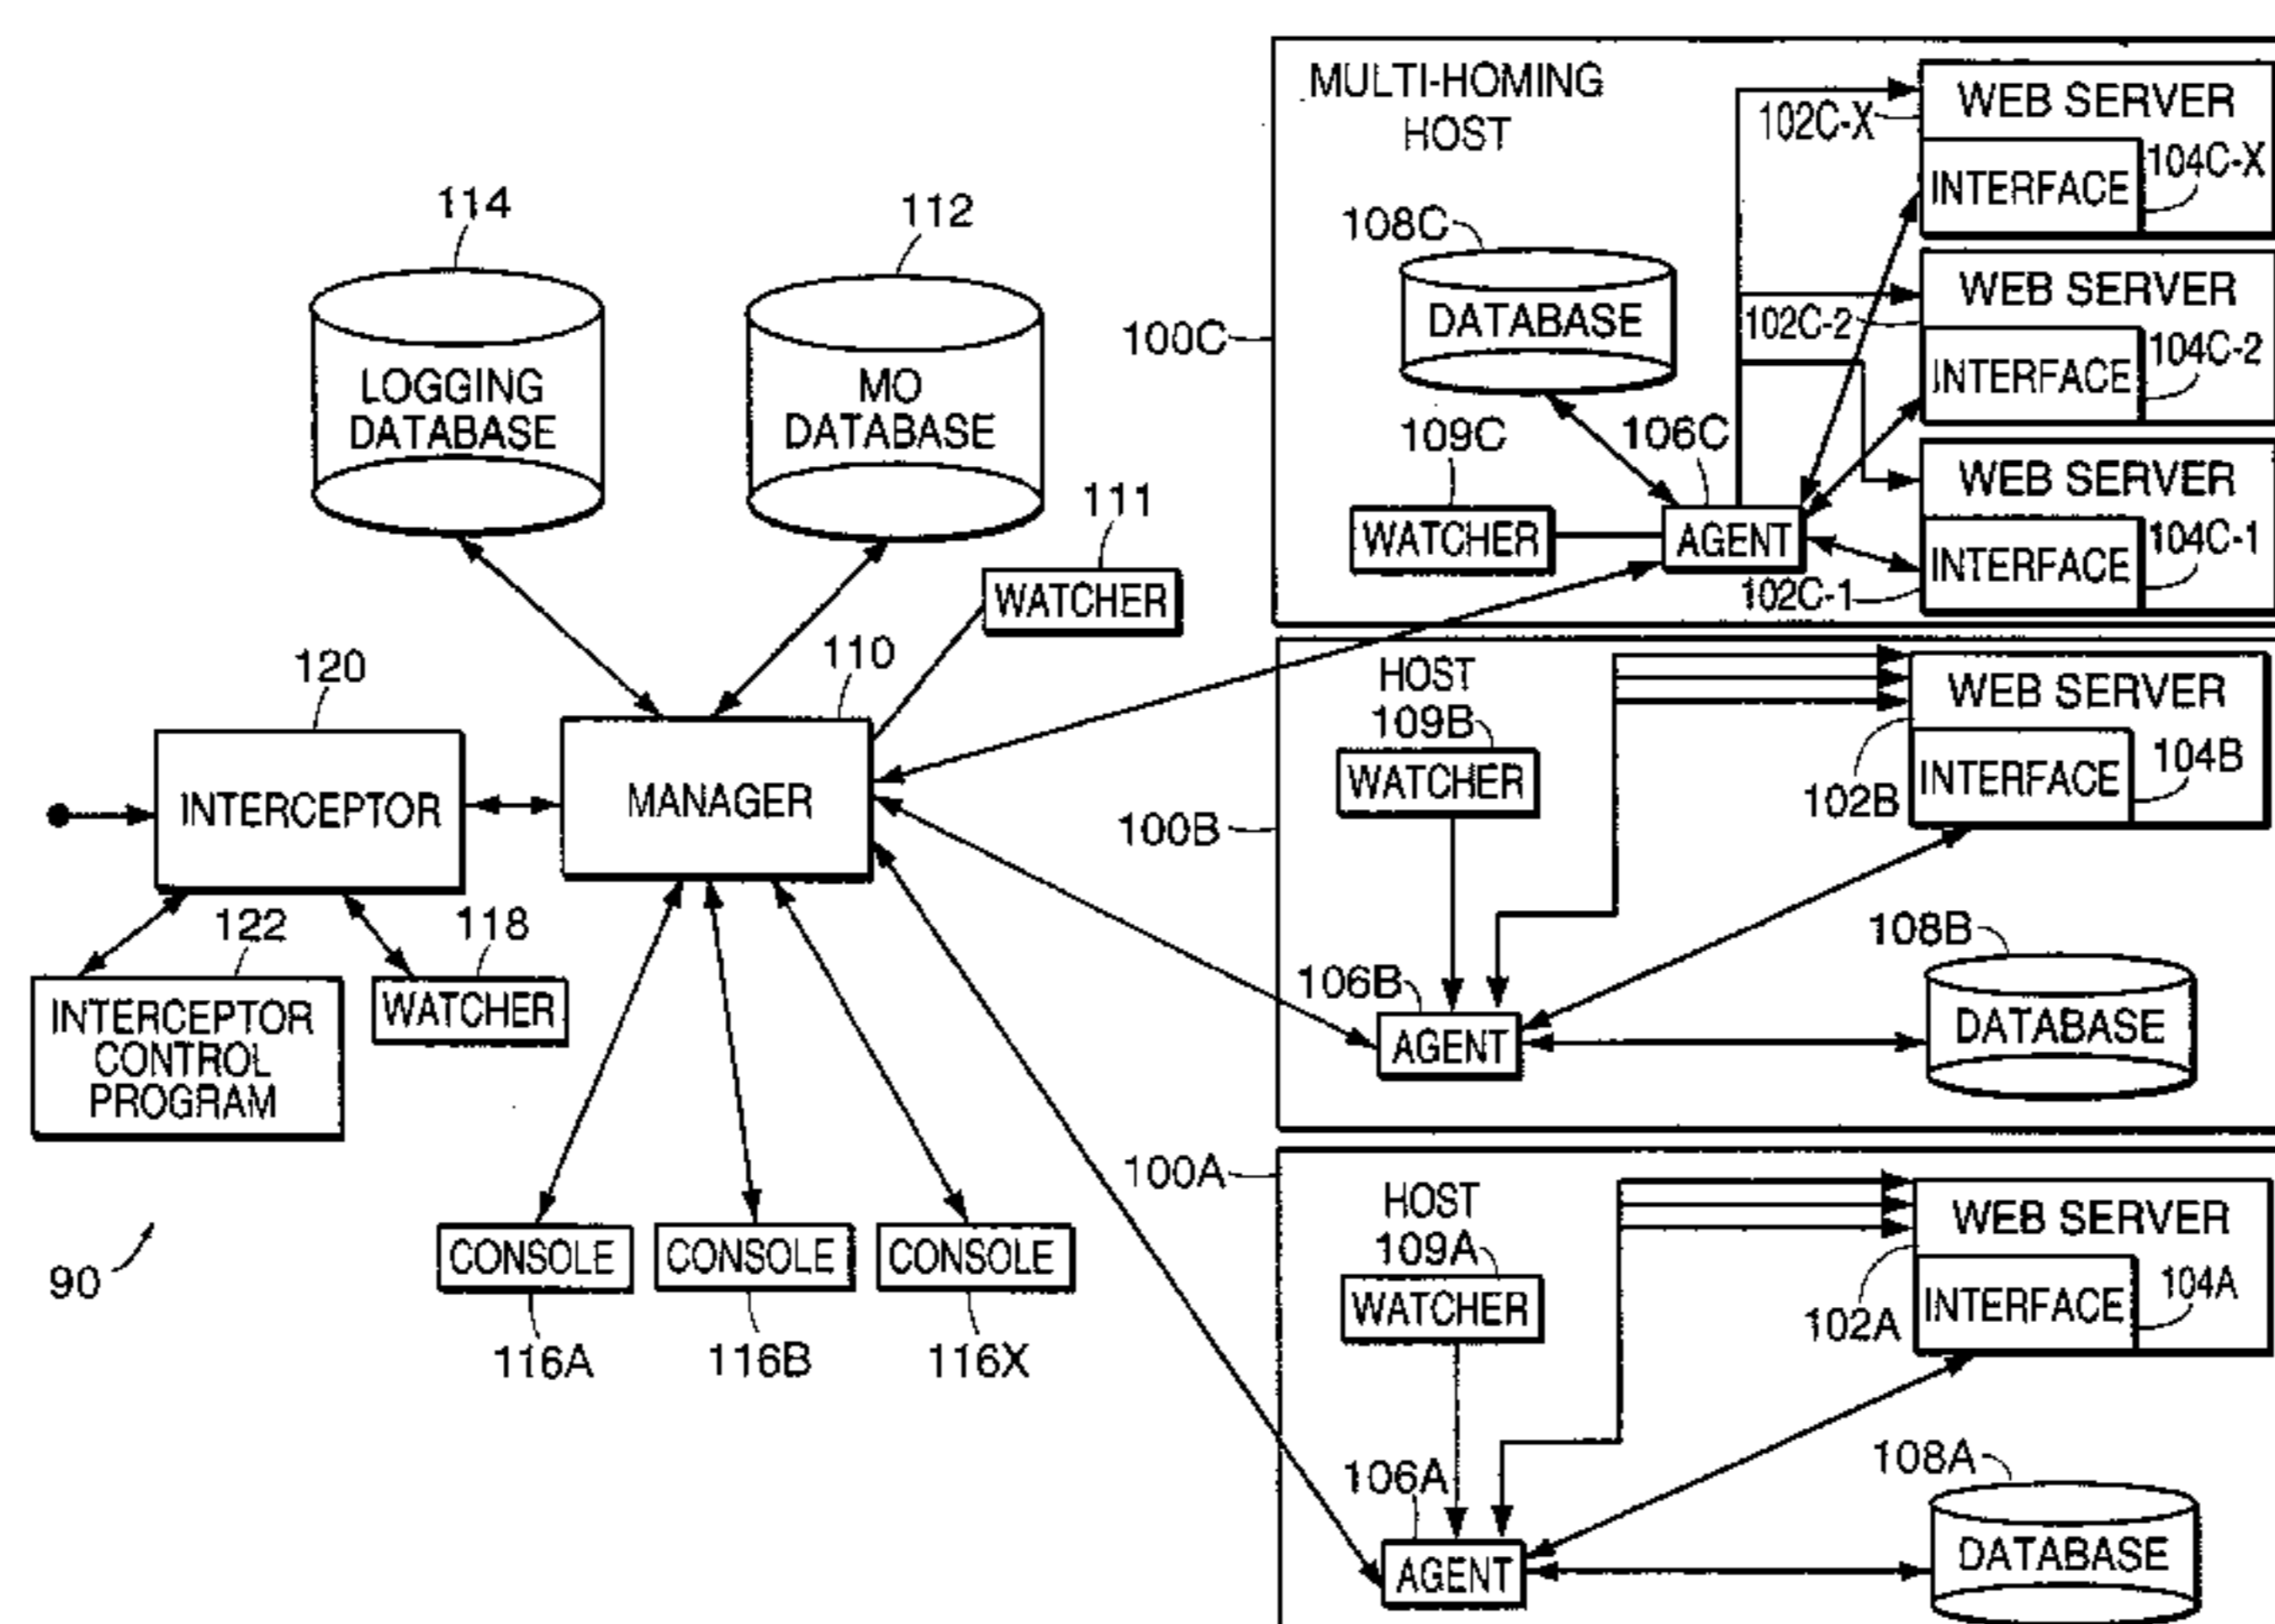 114
LOGGING
DATABASE
112
MO
DATABASE
111
WATCHER
120
INTERCEPTOR
110
MANAGER
122
INTERCEPTOR
CONTROL
PROGRAM
118
WATCHER
90
CONSOLE
116A
CONSOLE
116B
CONSOLE
116X
100C
MULTI-HOMING
HOST
108C
DATABASE
109C
WATCHER
106C
AGENT
102C-X
WEB SERVER
INTERFACE
104C-X
102C-2
WEB SERVER
INTERFACE
104C-2
102C-1
WEB SERVER
INTERFACE
104C-1
100B
HOST
109B
WATCHER
106B
AGENT
102B
WEB SERVER
INTERFACE
104B
108B
DATABASE
100A
HOST
109A
WATCHER
106A
AGENT
102A
WEB SERVER
INTERFACE
104A
108A
DATABASE